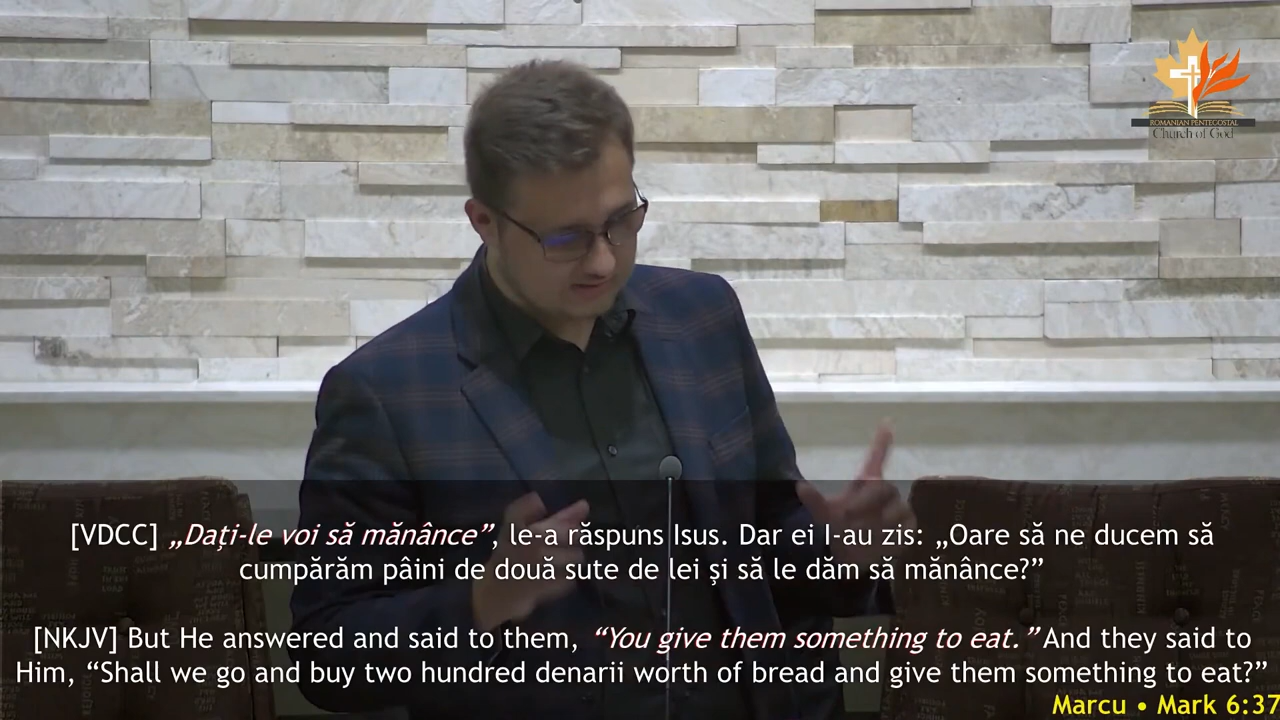 ROMANIAN PENTECOSTAL
Church of God
[VDCC] „Daţi-le voi să mănânce”, le-a răspuns Isus. Dar ei I-au zis: „Oare să ne ducem să
cumpărăm pâini de două sute de lei şi să le dăm să mănânce?”
[NKJV] But He answered and said to them, “You give them something to eat.” And they said to
Him, “Shall we go and buy two hundred denarii worth of bread and give them something to eat?”
Marcu • Mark 6:37